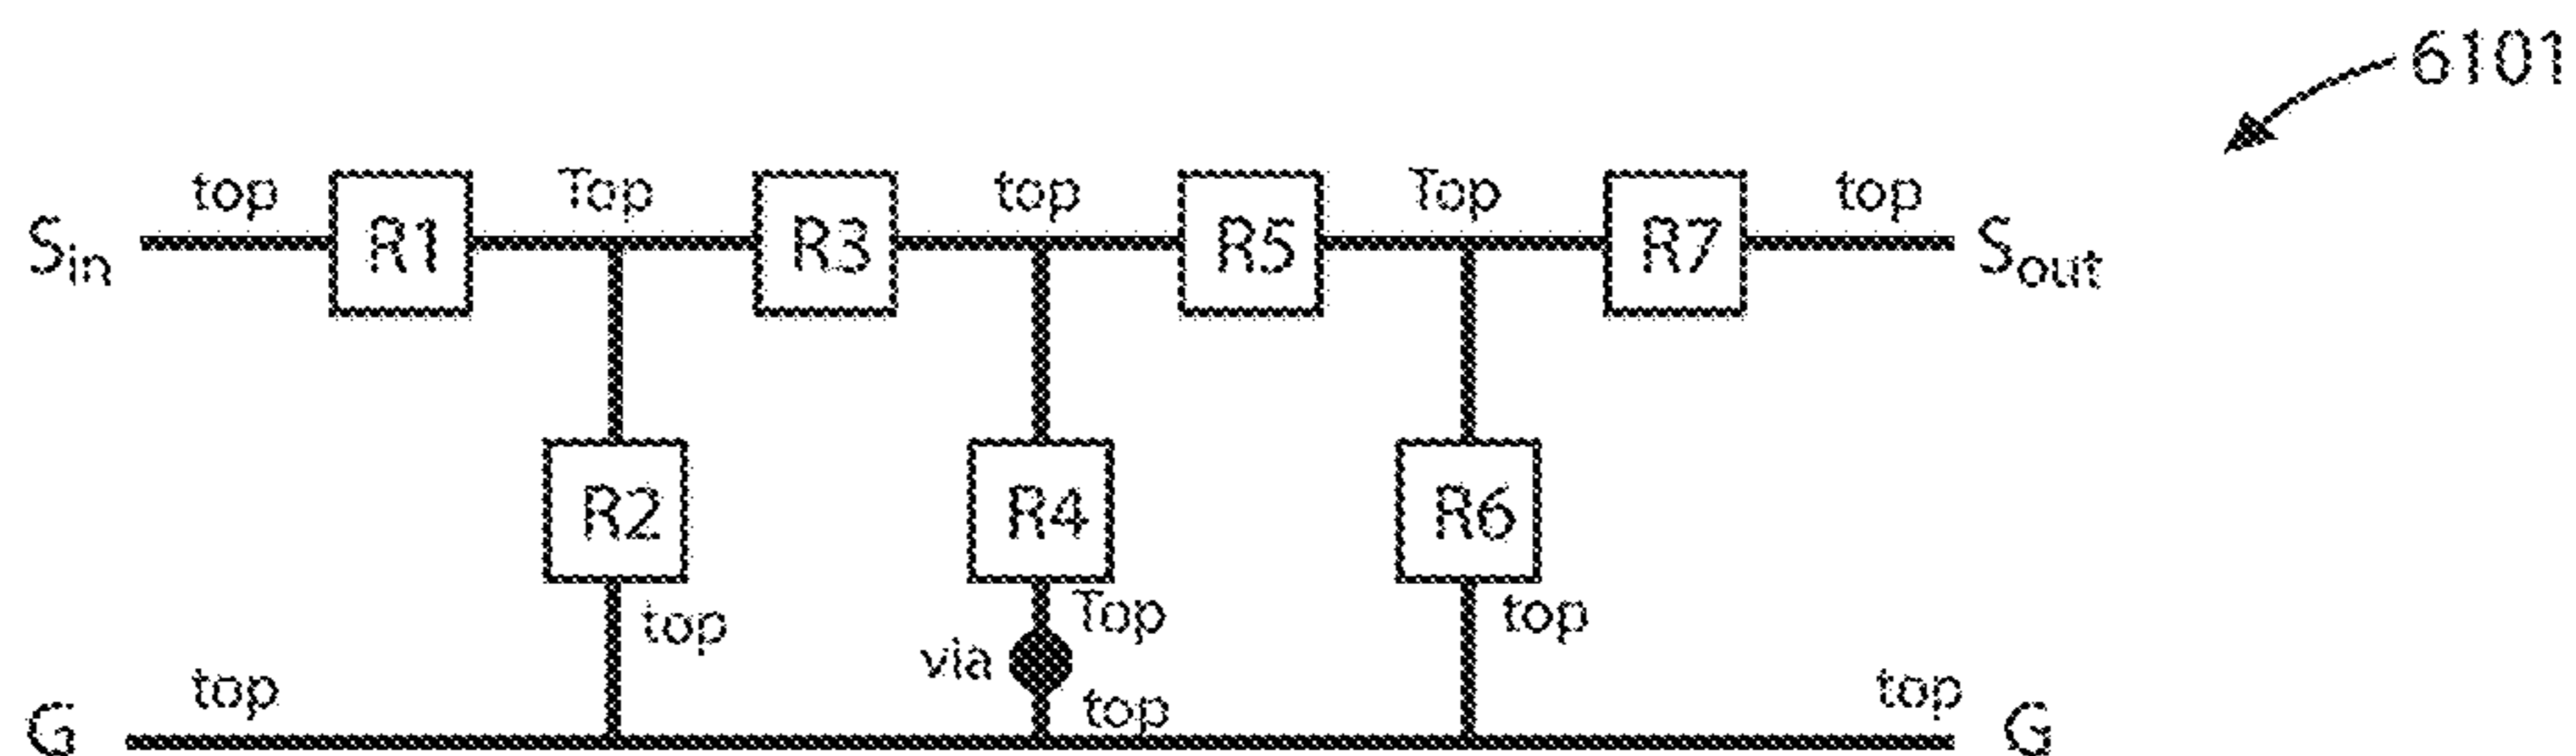 6101
top Top top Top top
S_in R1 R3 R5 R7 S_out
R2 R4 R6
top Top top
via
top top top
G G